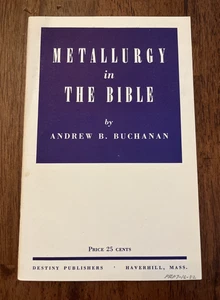 METALLURGY
in
THE BIBLE
by
ANDREW B. BUCHANAN
PRICE 25 CENTS
DESTINY PUBLISHERS · HAVERHILL, MASS.